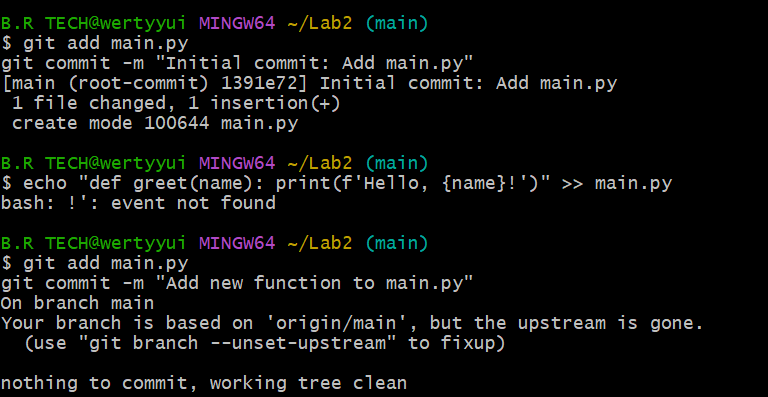 B.R TECH@wertyyui MINGW64 ~/Lab2 (main)
$ git add main.py
git commit -m "Initial commit: Add main.py"
[main (root-commit) 1391e72] Initial commit: Add main.py
 1 file changed, 1 insertion(+)
 create mode 100644 main.py

B.R TECH@wertyyui MINGW64 ~/Lab2 (main)
$ echo "def greet(name): print(f'Hello, {name}!')" >> main.py
bash: !': event not found

B.R TECH@wertyyui MINGW64 ~/Lab2 (main)
$ git add main.py
git commit -m "Add new function to main.py"
On branch main
Your branch is based on 'origin/main', but the upstream is gone.
  (use "git branch --unset-upstream" to fixup)

nothing to commit, working tree clean